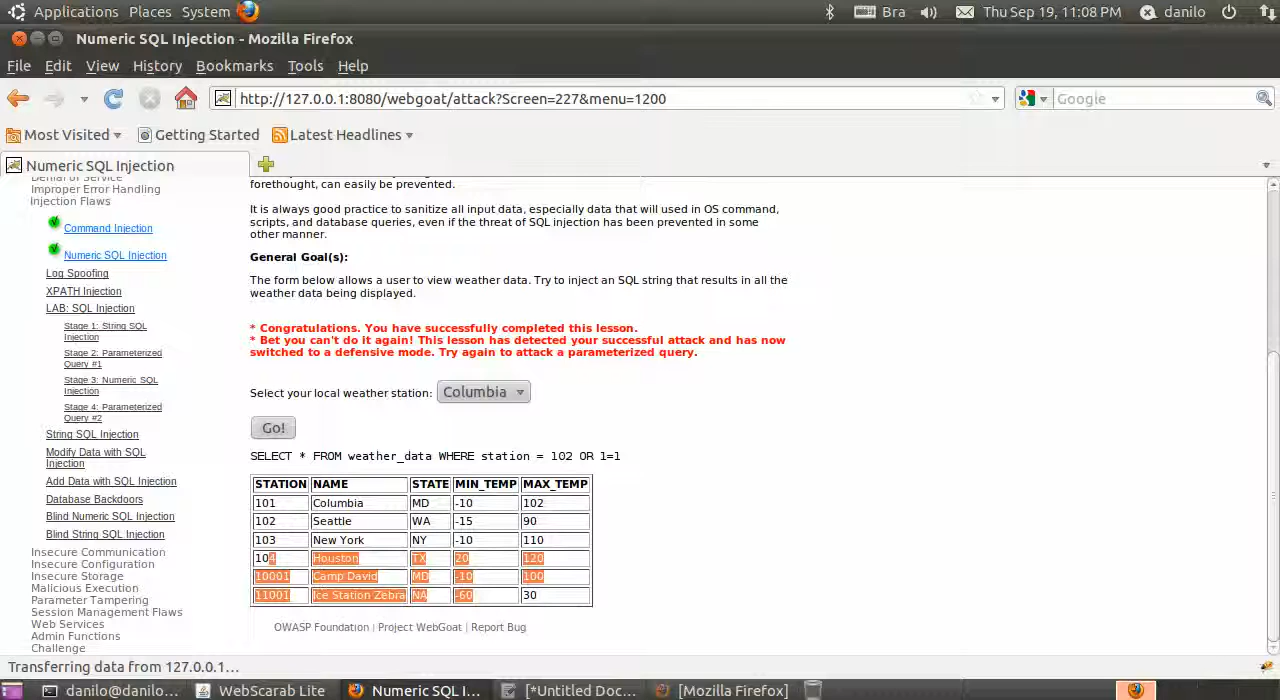 Applications Places System Bra Thu Sep 19, 11:08 PM danilo
Numeric SQL Injection - Mozilla Firefox
File Edit View History Bookmarks Tools Help
http://127.0.0.1:8080/webgoat/attack?Screen=227&menu=1200 Google
Most Visited Getting Started Latest Headlines
Numeric SQL Injection
Denial of Service
Improper Error Handling
Injection Flaws
Command Injection
Numeric SQL Injection
Log Spoofing
XPATH Injection
LAB: SQL Injection
Stage 1: String SQL
Injection
Stage 2: Parameterized
Query #1
Stage 3: Numeric SQL
Injection
Stage 4: Parameterized
Query #2
String SQL Injection
Modify Data with SQL
Injection
Add Data with SQL Injection
Database Backdoors
Blind Numeric SQL Injection
Blind String SQL Injection
Insecure Communication
Insecure Configuration
Insecure Storage
Malicious Execution
Parameter Tampering
Session Management Flaws
Web Services
Admin Functions
Challenge
forethought, can easily be prevented.
It is always good practice to sanitize all input data, especially data that will used in OS command,
scripts, and database queries, even if the threat of SQL injection has been prevented in some
other manner.
General Goal(s):
The form below allows a user to view weather data. Try to inject an SQL string that results in all the
weather data being displayed.
* Congratulations. You have successfully completed this lesson.
* Bet you can't do it again! This lesson has detected your successful attack and has now
switched to a defensive mode. Try again to attack a parameterized query.
Select your local weather station: Columbia
Go!
SELECT * FROM weather_data WHERE station = 102 OR 1=1
STATION NAME STATE MIN_TEMP MAX_TEMP
101 Columbia MD -10 102
102 Seattle WA -15 90
103 New York NY -10 110
104 Houston TX 20 120
10001 Camp David MD -10 100
11001 Ice Station Zebra NA -60 30
OWASP Foundation | Project WebGoat | Report Bug
Transferring data from 127.0.0.1...
danilo@danilo... WebScarab Lite Numeric SQL I... [*Untitled Doc... [Mozilla Firefox]